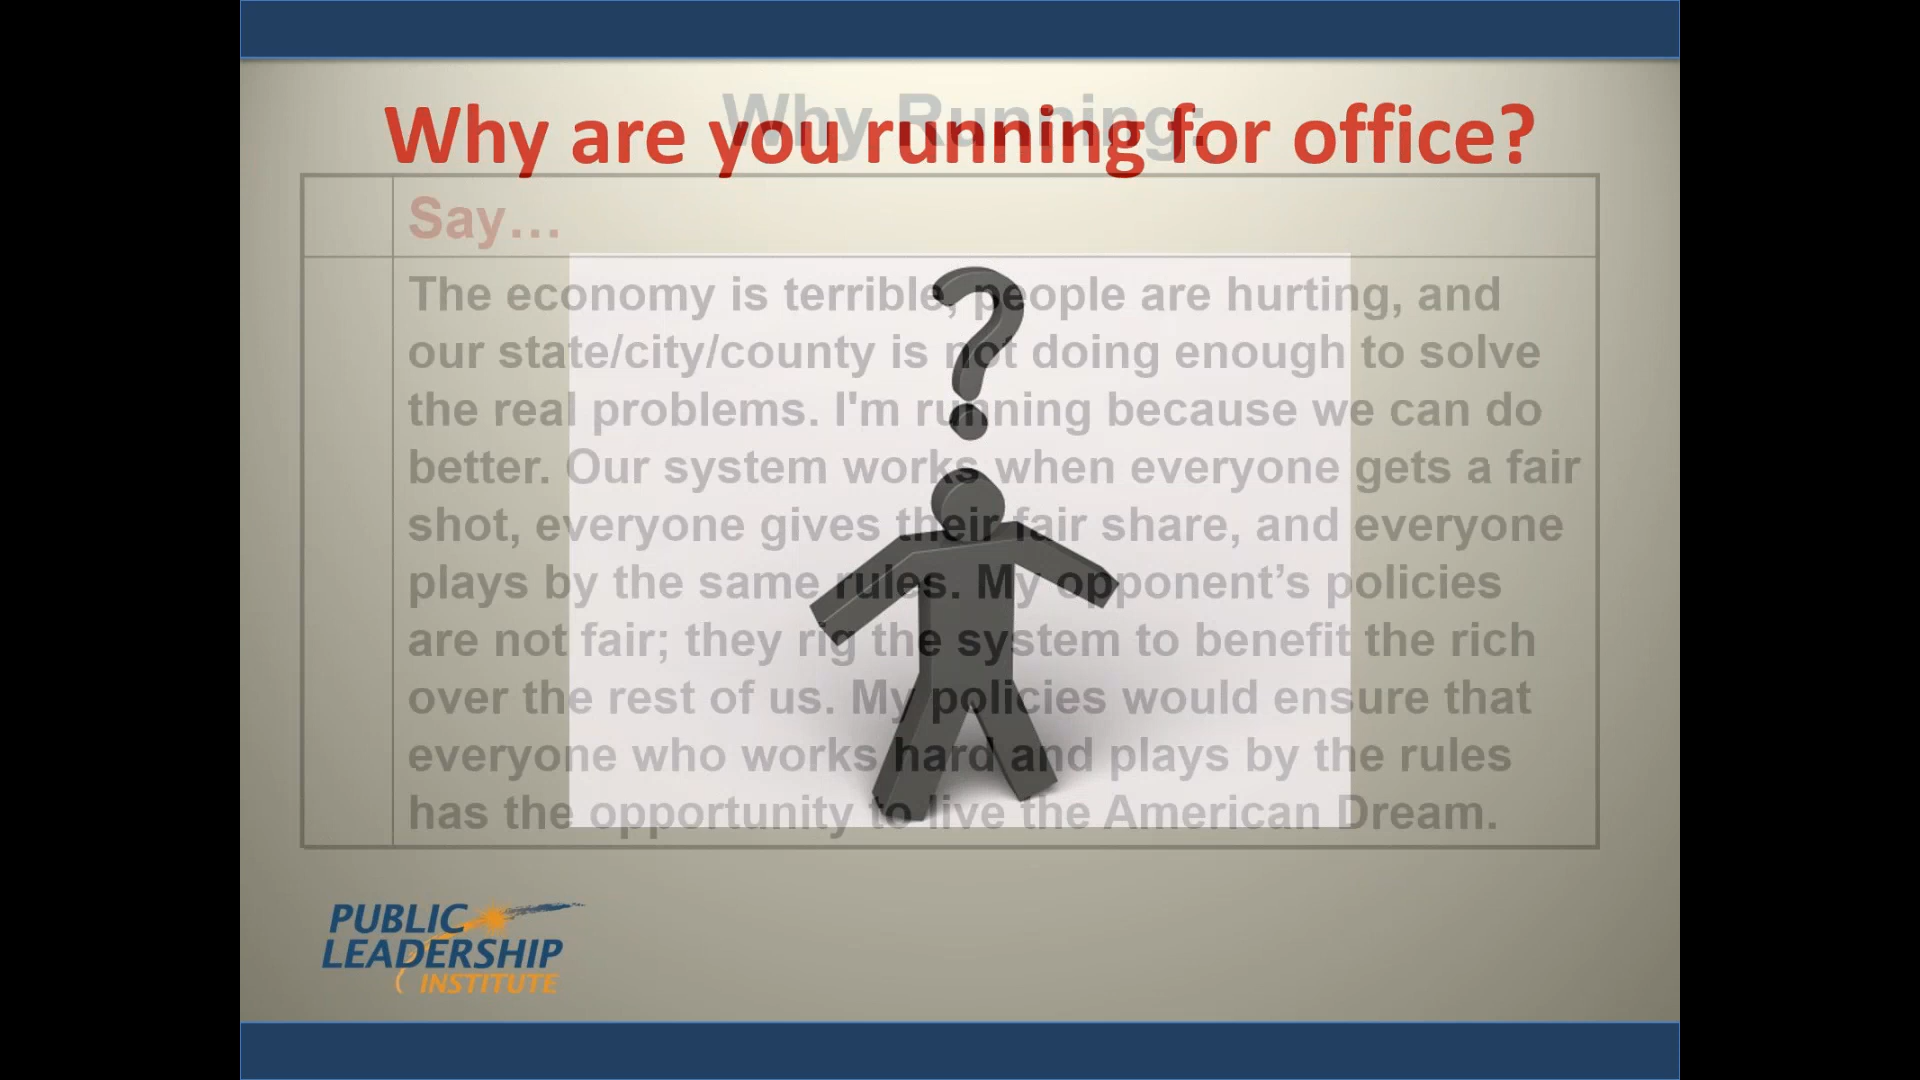 Why Running:
Why are you running for office?
Say…
The economy is terrible, people are hurting, and
our state/city/county is not doing enough to solve
the real problems. I'm running because we can do
better. Our system works when everyone gets a fair
shot, everyone gives their fair share, and everyone
plays by the same rules. My opponent’s policies
are not fair; they rig the system to benefit the rich
over the rest of us. My policies would ensure that
everyone who works hard and plays by the rules
has the opportunity to live the American Dream.
PUBLIC
LEADERSHIP
INSTITUTE